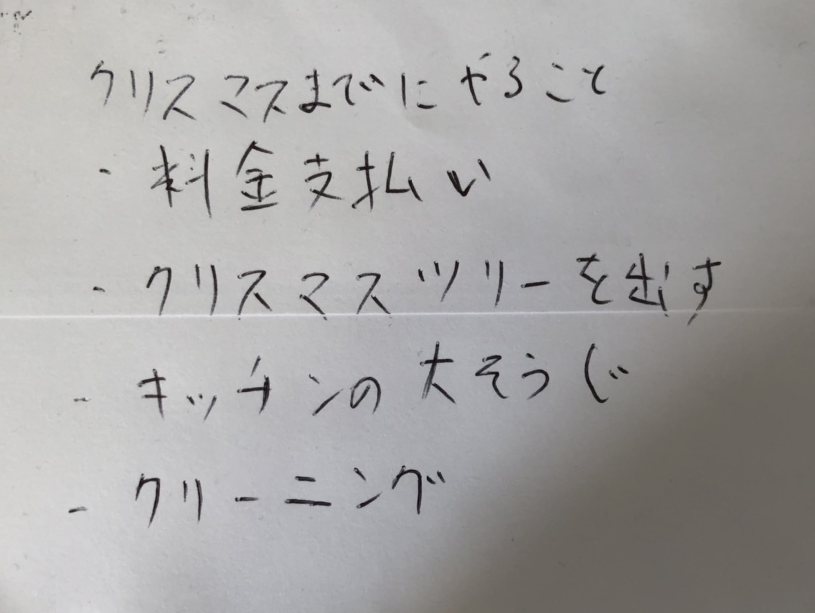 クリスマスまでにやること
・料金支払い
・クリスマスツリーを出す
・キッチンの大そうじ
・クリーニング